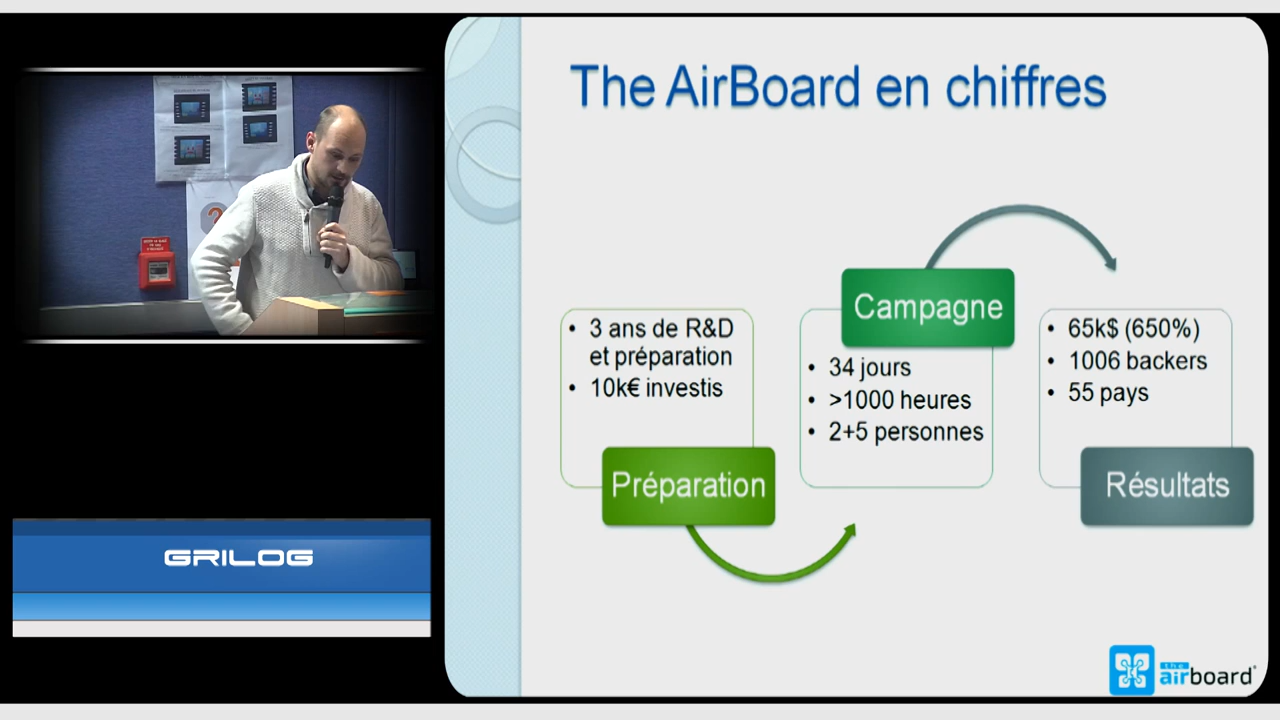 The AirBoard en chiffres
• 3 ans de R&D
et préparation
• 10k€ investis
Préparation
Campagne
• 34 jours
• >1000 heures
• 2+5 personnes
• 65k$ (650%)
• 1006 backers
• 55 pays
Résultats
GRILOG
the
airboard